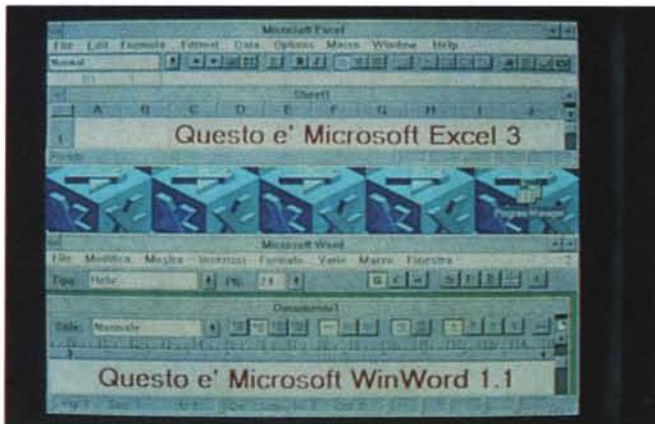 Microsoft Excel
File Edit Formula Format Data Options Macro Window Help
Normal
Sheet1
A B C D E F G H I J
1
Questo e' Microsoft Excel 3
Program Manager
Microsoft Word
File Modifica Mostra Inserisci Formato Varie Macro Finestra ?
Tipo: Helv 24
Documento1
Stile: Normale
Questo e' Microsoft WinWord 1.1